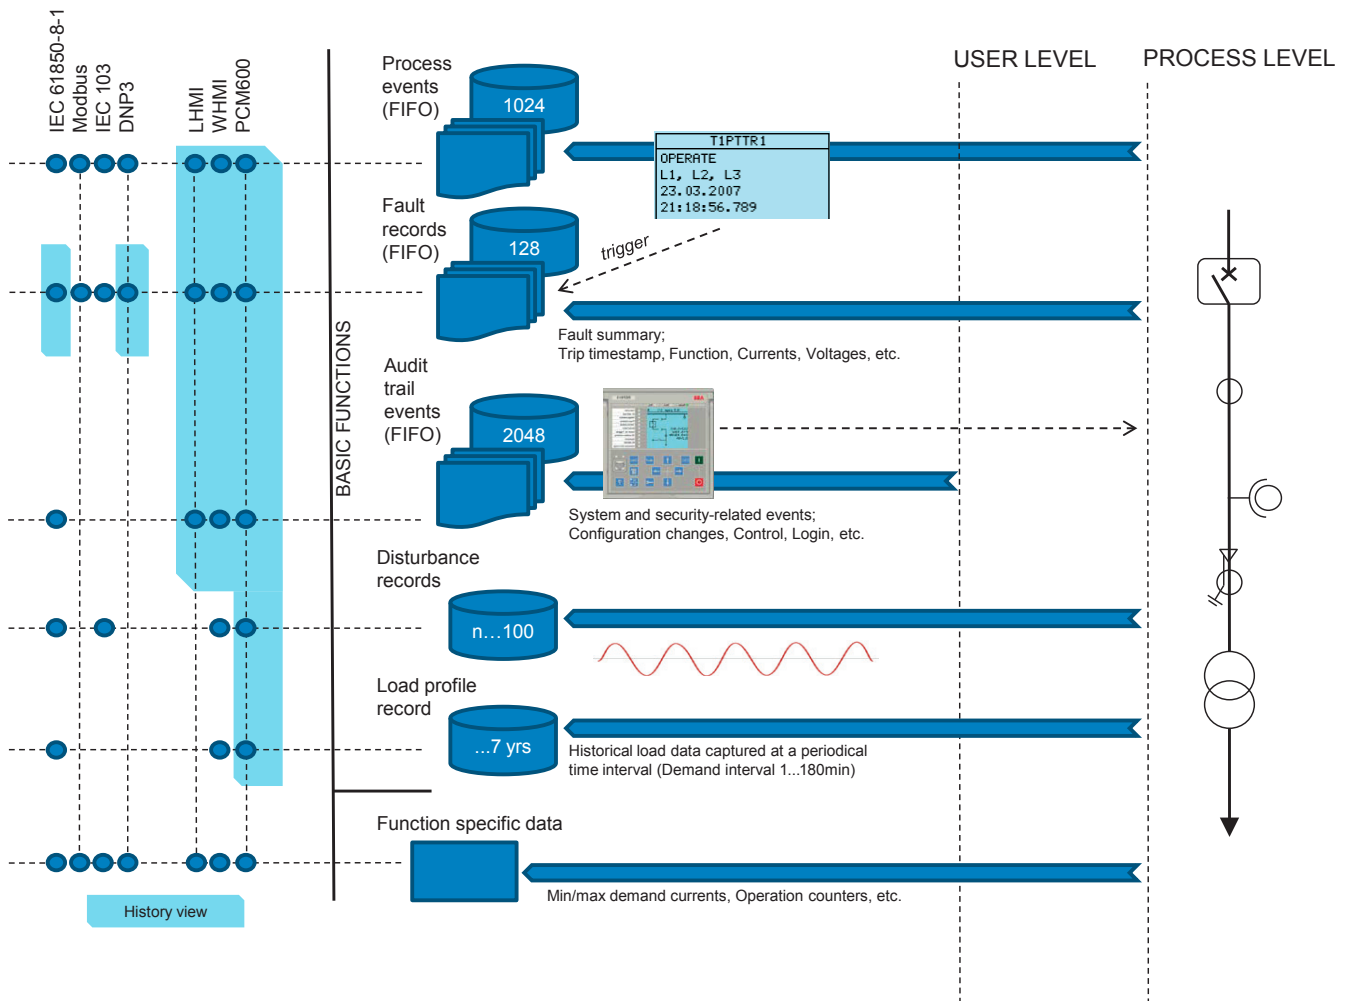 IEC 61850-8-1
Modbus
IEC 103
DNP3
LHMI
WHMI
PCM600
USER LEVEL
PROCESS LEVEL
BASIC FUNCTIONS
Process
events
(FIFO)
1024
T1PTTR1
OPERATE
L1, L2, L3
23.03.2007
21:18:56.789
Fault
records
(FIFO)
128
trigger
Fault summary;
Trip timestamp, Function, Currents, Voltages, etc.
Audit
trail
events
(FIFO)
2048
ABB
System and security-related events;
Configuration changes, Control, Login, etc.
Disturbance
records
n...100
Load profile
record
...7 yrs
Historical load data captured at a periodical
time interval (Demand interval 1...180min)
Function specific data
Min/max demand currents, Operation counters, etc.
History view